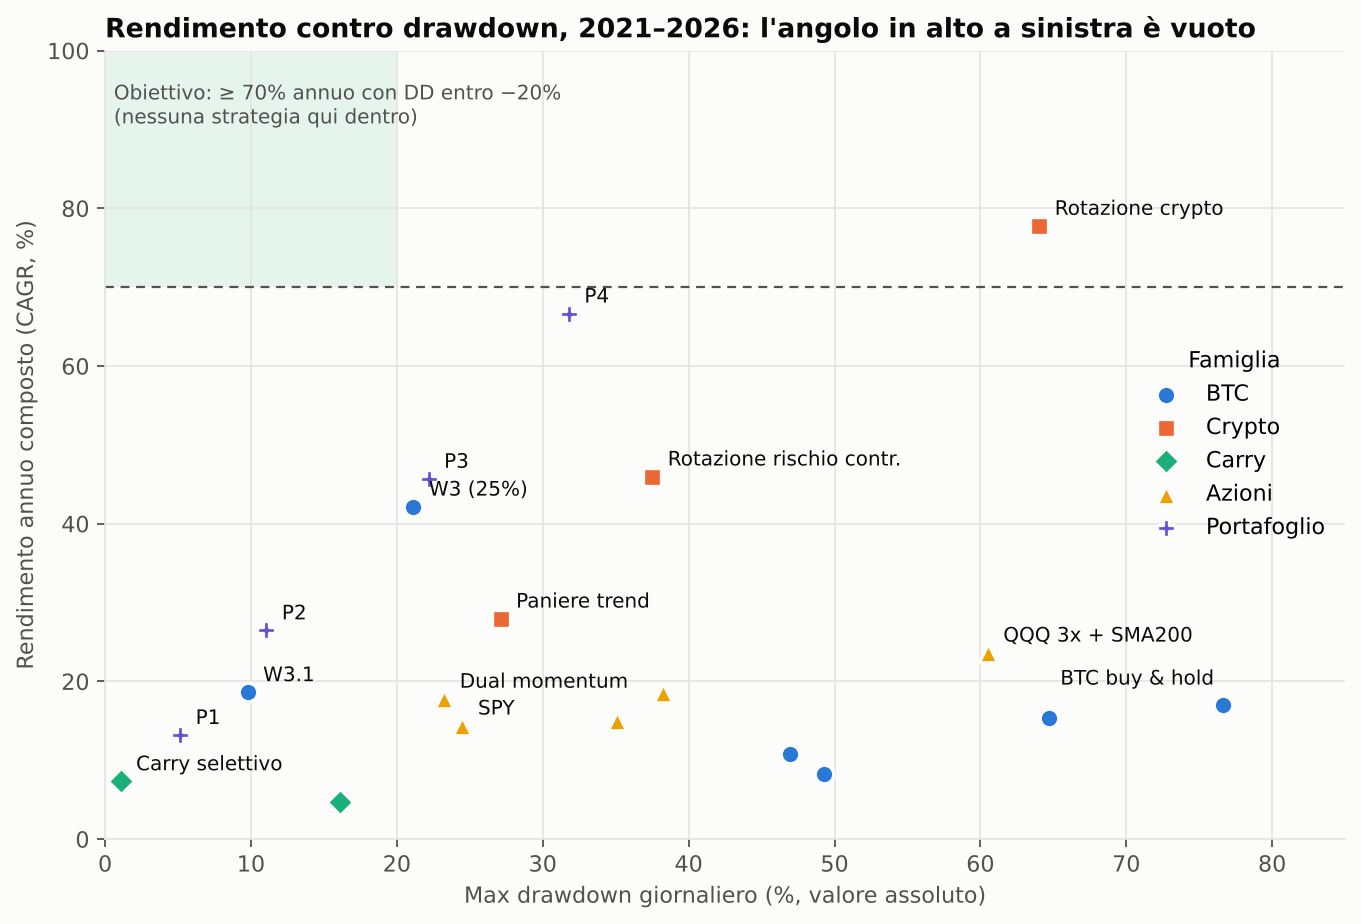 Rendimento contro drawdown, 2021–2026: l'angolo in alto a sinistra è vuoto
100
Obiettivo: ≥ 70% annuo con DD entro −20%
(nessuna strategia qui dentro)
80
Rotazione crypto
P4
60
Famiglia
BTC
Crypto
Carry
Azioni
Portafoglio
Rotazione rischio contr.
P3
W3 (25%)
40
Paniere trend
P2
QQQ 3x + SMA200
W3.1
Dual momentum
BTC buy & hold
20
SPY
P1
Carry selettivo
0
0 10 20 30 40 50 60 70 80
Max drawdown giornaliero (%, valore assoluto)
Rendimento annuo composto (CAGR, %)